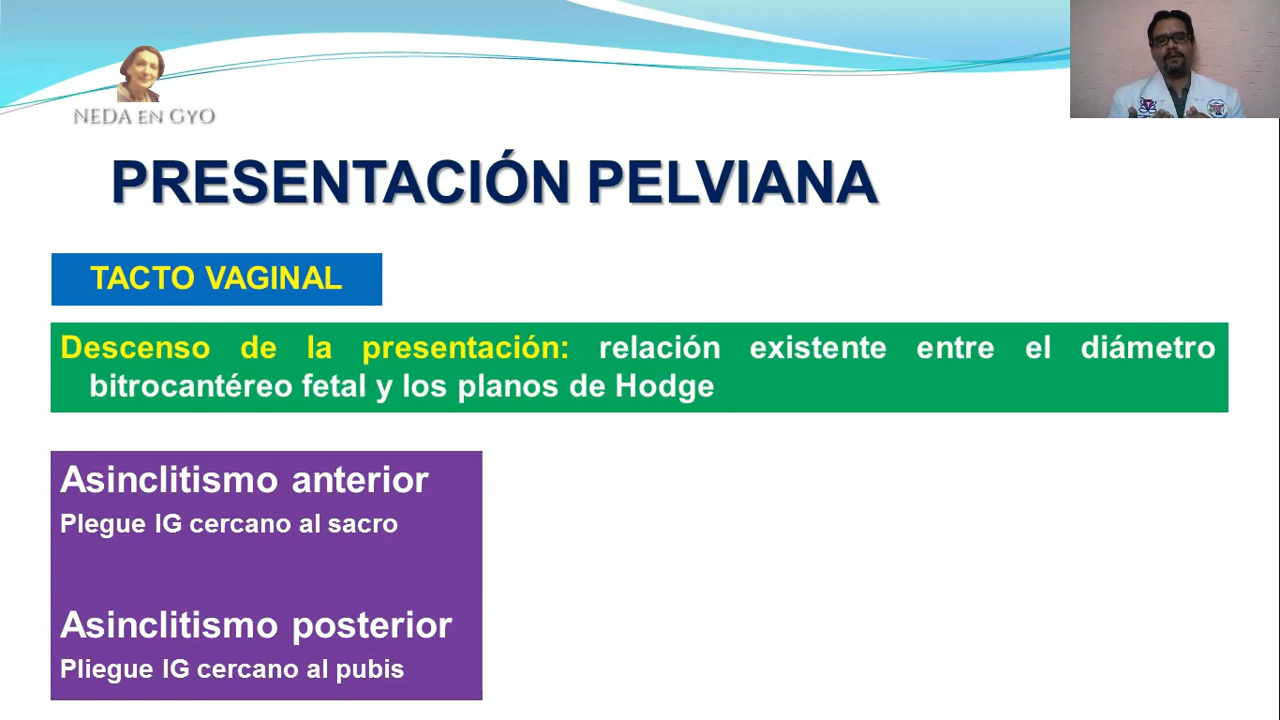 NEDA EN GYO
PRESENTACIÓN PELVIANA
TACTO VAGINAL
Descenso de la presentación: relación existente entre el diámetro
bitrocantéreo fetal y los planos de Hodge
Asinclitismo anterior
Plegue IG cercano al sacro
Asinclitismo posterior
Pliegue IG cercano al pubis